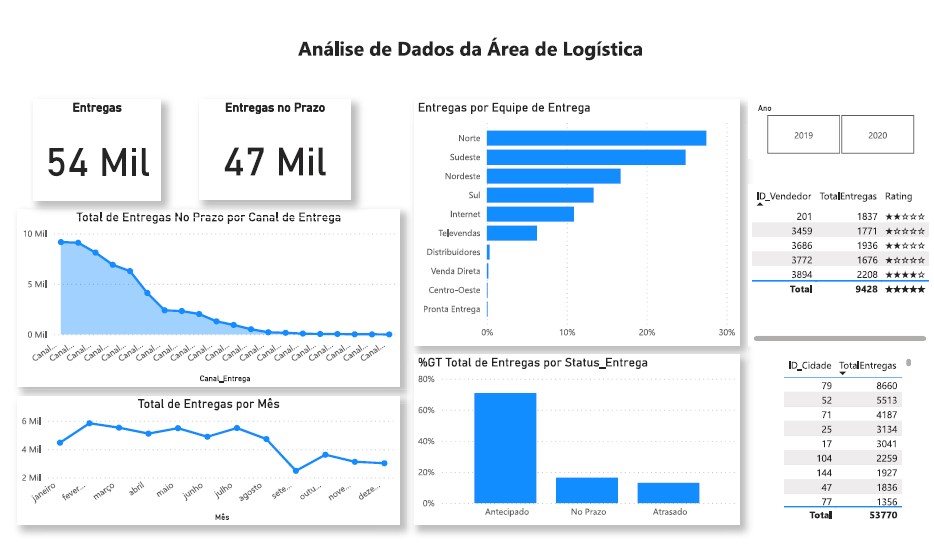 Análise de Dados da Área de Logística
Entregas
54 Mil
Entregas no Prazo
47 Mil
Total de Entregas No Prazo por Canal de Entrega
10 Mil
5 Mil
0 Mil
Canal... Canal... Canal... Canal... Canal... Canal... Canal... Canal... Canal... Canal... Canal... Canal... Canal... Canal... Canal... Canal... Canal... Canal... Canal... Canal...
Canal_Entrega
Total de Entregas por Mês
6 Mil
4 Mil
2 Mil
janeiro fever... março abril maio junho julho agosto sete... outu... nove... deze...
Mês
Entregas por Equipe de Entrega
Norte
Sudeste
Nordeste
Sul
Internet
Televendas
Distribuidores
Venda Direta
Centro-Oeste
Pronta Entrega
0% 10% 20% 30%
%GT Total de Entregas por Status_Entrega
80%
60%
40%
20%
0%
Antecipado No Prazo Atrasado
Ano
2019 2020
ID_Vendedor TotalEntregas Rating
201 1837 ★★☆☆☆
3459 1771 ★☆☆☆☆
3686 1936 ★★☆☆☆
3772 1676 ★☆☆☆☆
3894 2208 ★★★★☆
Total 9428 ★★★★★
ID_Cidade TotalEntregas
79 8660
52 5513
71 4187
25 3134
17 3041
104 2259
144 1927
47 1836
77 1356
Total 53770